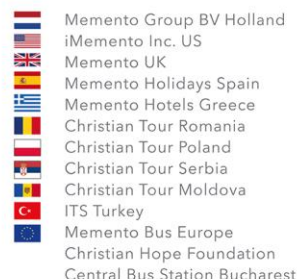 Memento Group BV Holland
iMemento Inc. US
Memento UK
Memento Holidays Spain
Memento Hotels Greece
Christian Tour Romania
Christian Tour Poland
Christian Tour Serbia
Christian Tour Moldova
ITS Turkey
Memento Bus Europe
Christian Hope Foundation
Central Bus Station Bucharest